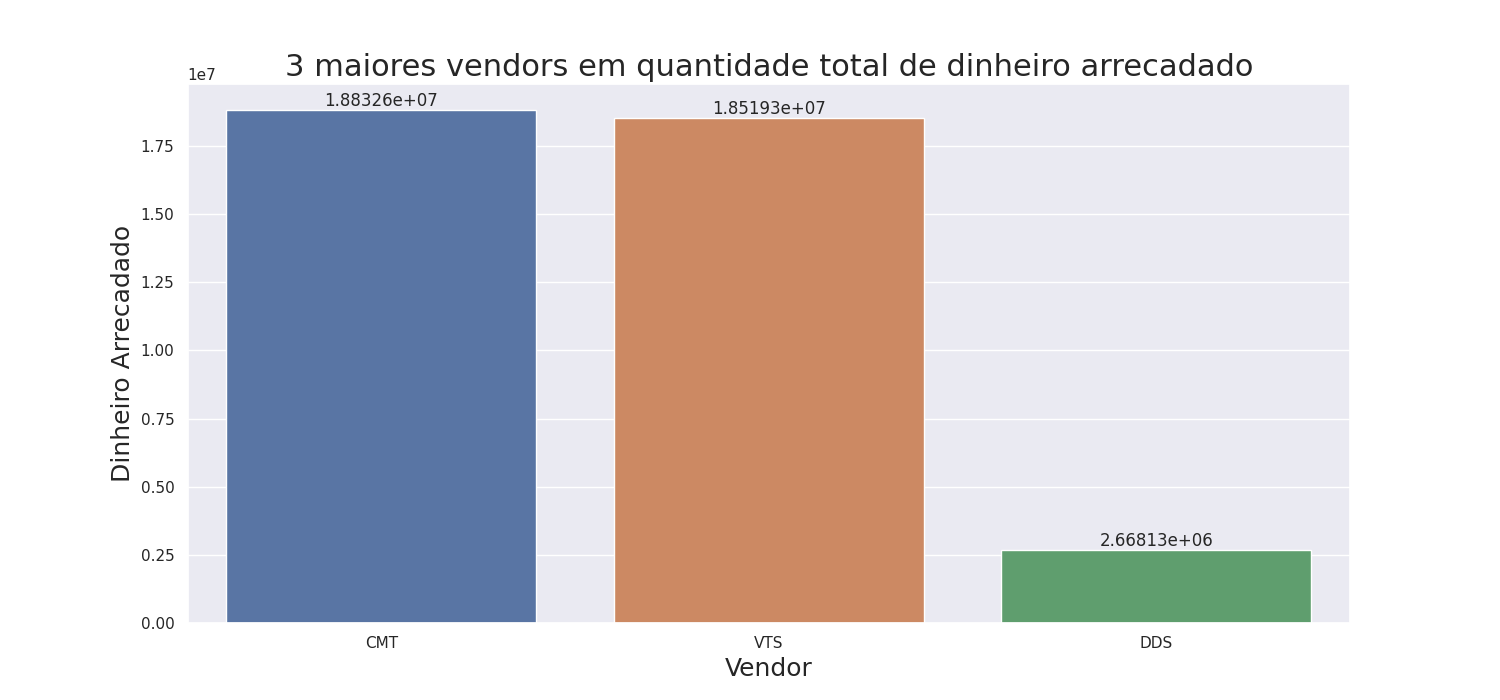 3 maiores vendors em quantidade total de dinheiro arrecadado
1e7
1.88326e+07
1.85193e+07
2.66813e+06
1.75
1.50
1.25
1.00
0.75
0.50
0.25
0.00
Dinheiro Arrecadado
CMT
VTS
DDS
Vendor